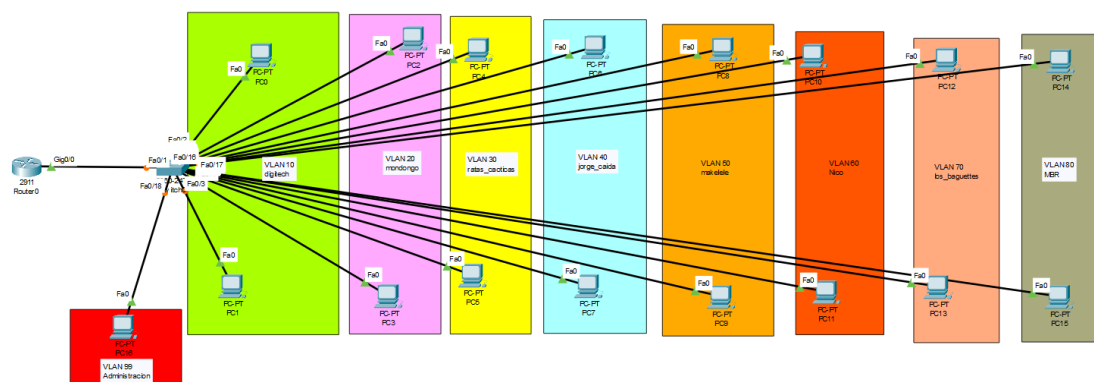 Fa0
PC-PT
PC0
Fa0
PC-PT
PC2
Fa0
PC-PT
PC4
Fa0
PC-PT
Fa0
PC-PT
PC8
Fa0
PC-PT
PC10
Fa0
PC-PT
PC12
Fa0
PC-PT
PC14
Gig0/0
2911
Router0
Fa0/1
Fa0/16
Fa0/17
Fa0/18
Fa0/3
VLAN 10
digitech
VLAN 20
mondongo
VLAN 30
ratas_caoticas
VLAN 40
jorge_caida
VLAN 50
makelele
VLAN 60
Nico
VLAN 70
los_baguettes
VLAN 80
MBR
Fa0
PC-PT
PC1
Fa0
PC-PT
PC3
Fa0
PC-PT
PC5
Fa0
PC-PT
PC7
Fa0
PC-PT
PC9
Fa0
PC-PT
PC11
Fa0
PC-PT
PC13
Fa0
PC-PT
PC15
Fa0
PC-PT
PC16
VLAN 99
Administracion